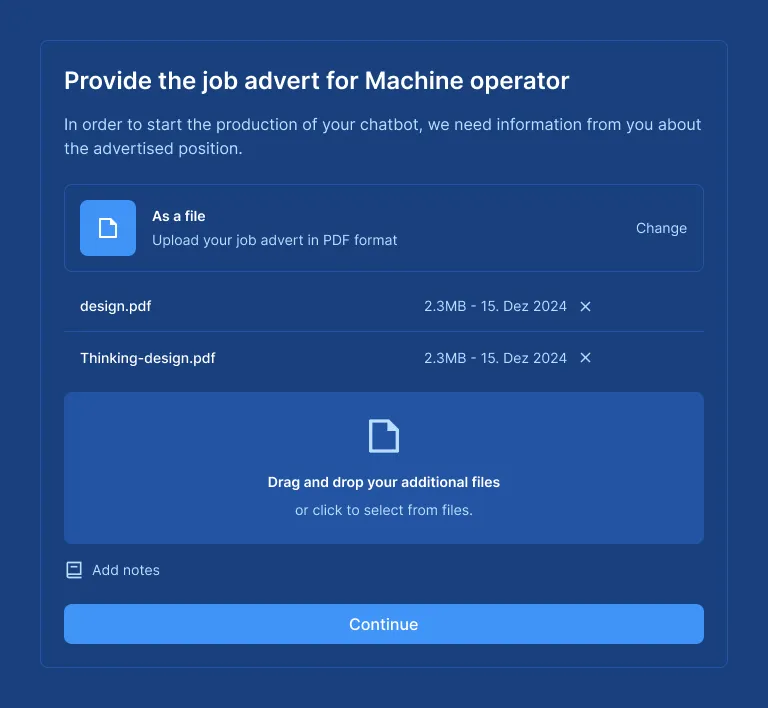 Provide the job advert for Machine operator
In order to start the production of your chatbot, we need information from you about
the advertised position.
As a file
Upload your job advert in PDF format
Change
design.pdf
2.3MB - 15. Dez 2024
Thinking-design.pdf
2.3MB - 15. Dez 2024
Drag and drop your additional files
or click to select from files.
Add notes
Continue